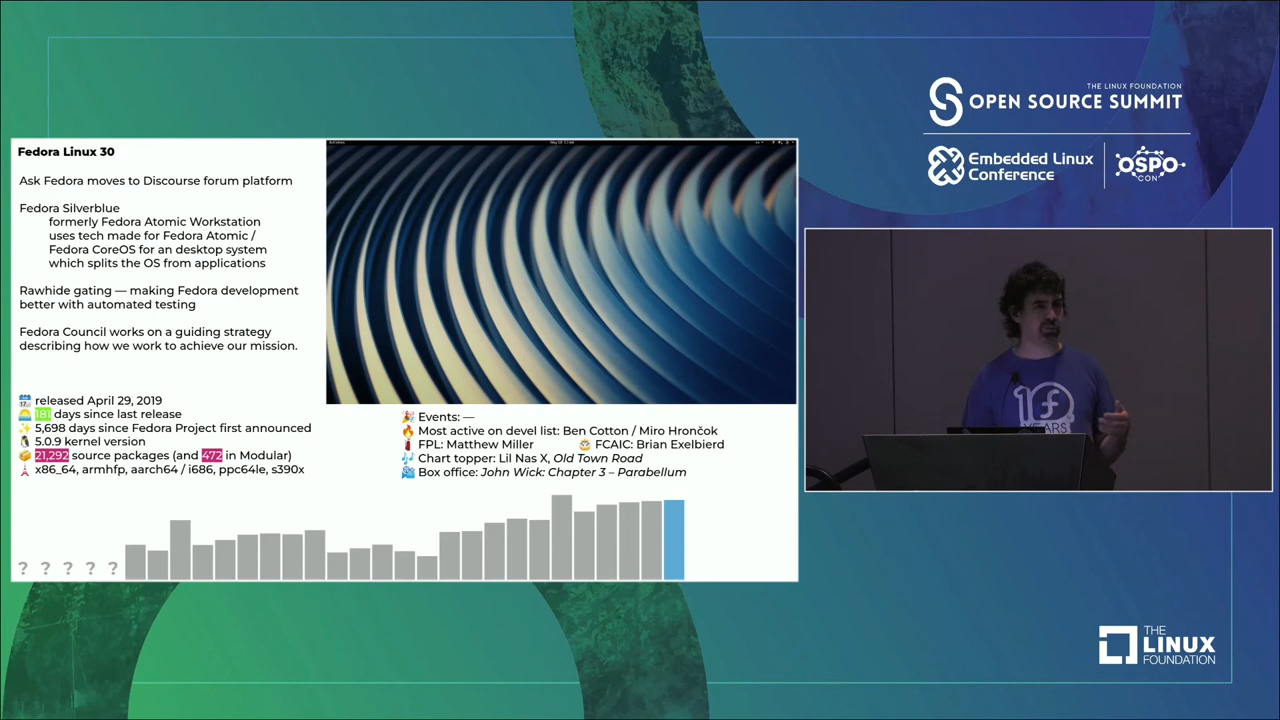 THE LINUX FOUNDATION
OPEN SOURCE SUMMIT
Embedded Linux
Conference
OSPO
CON
Fedora Linux 30
Ask Fedora moves to Discourse forum platform
Fedora Silverblue
formerly Fedora Atomic Workstation
uses tech made for Fedora Atomic /
Fedora CoreOS for an desktop system
which splits the OS from applications
Rawhide gating — making Fedora development
better with automated testing
Fedora Council works on a guiding strategy
describing how we work to achieve our mission.
released April 29, 2019
181 days since last release
5,698 days since Fedora Project first announced
5.0.9 kernel version
21,292 source packages (and 472 in Modular)
x86_64, armhfp, aarch64 / i686, ppc64le, s390x
Events: —
Most active on devel list: Ben Cotton / Miro Hrončok
FPL: Matthew Miller FCAIC: Brian Exelbierd
Chart topper: Lil Nas X, Old Town Road
Box office: John Wick: Chapter 3 – Parabellum
? ? ? ? ?
10
YEARS
THE
LINUX
FOUNDATION